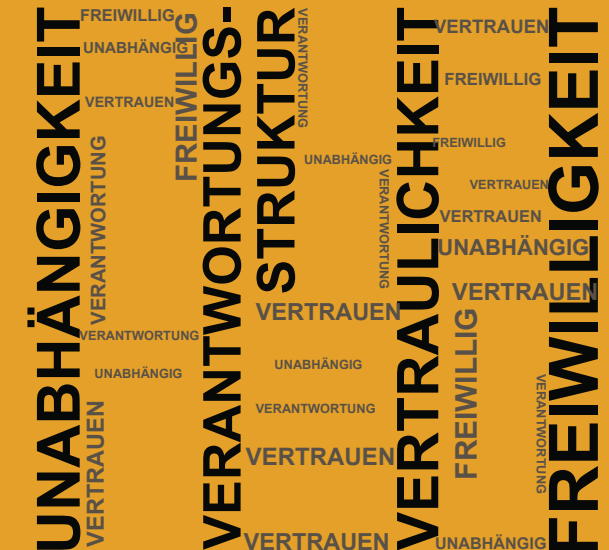 UNABHÄNGIGKEIT
FREIWILLIG
UNABHÄNGIG
VERTRAUEN
VERANTWORTUNG
VERANTWORTUNG
UNABHÄNGIG
VERTRAUEN
FREIWILLIG
VERANTWORTUNGS-
STRUKTUR
VERANTWORTUNG
UNABHÄNGIG
VERANTWORTUNG
VERTRAUEN
UNABHÄNGIG
VERANTWORTUNG
VERTRAUEN
VERTRAUEN
VERTRAULICHKEIT
VERTRAUEN
FREIWILLIG
FREIWILLIG
VERTRAUEN
VERTRAUEN
UNABHÄNGIG
VERTRAUEN
FREIWILLIG
VERANTWORTUNG
UNABHÄNGIG
FREIWILLIGKEIT